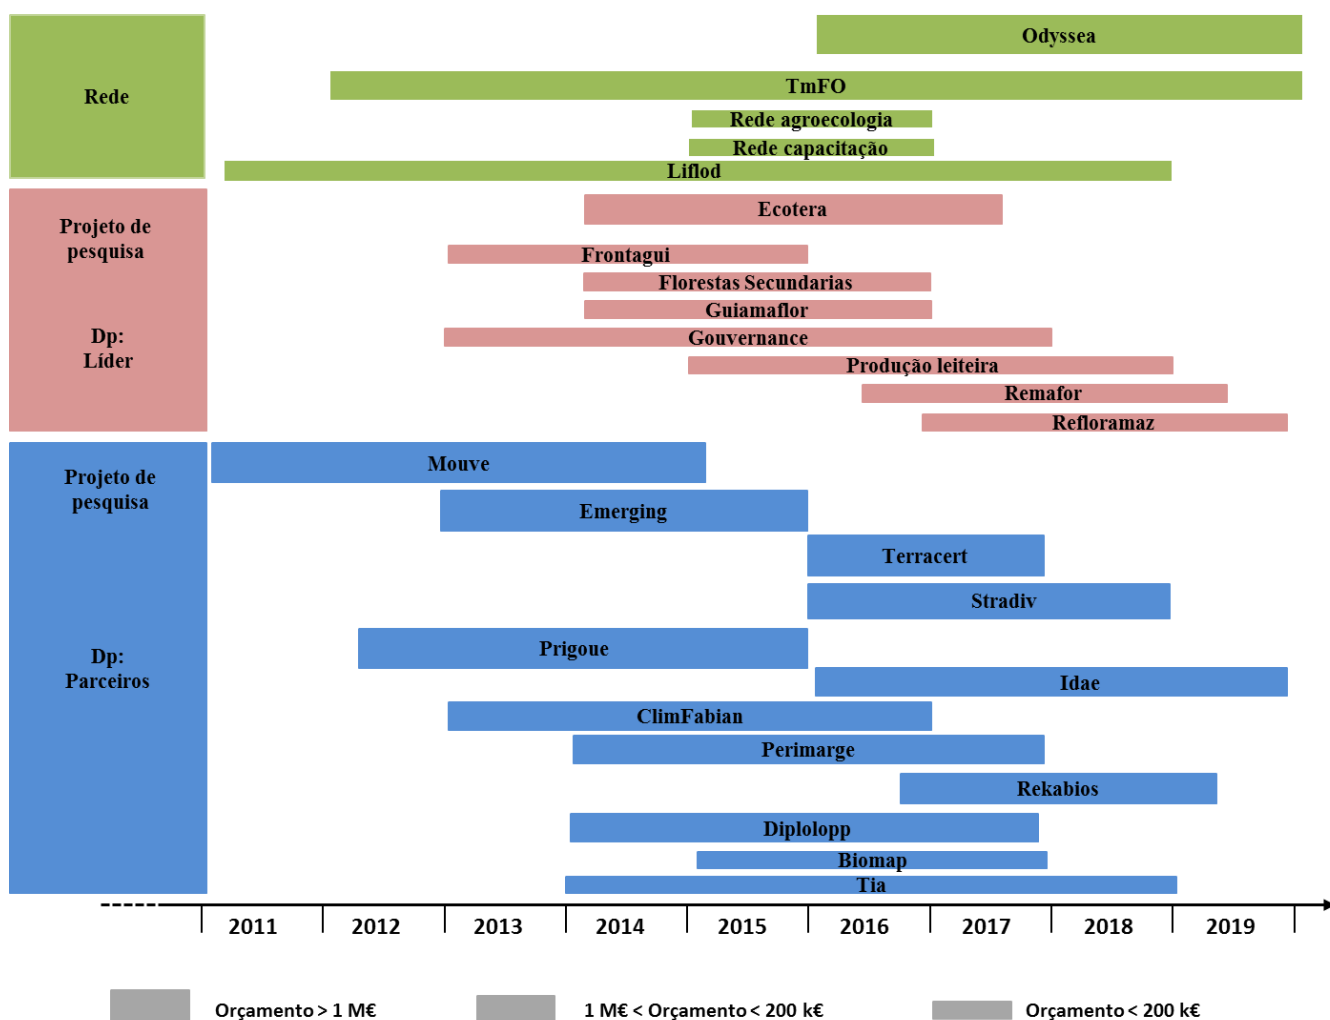 Rede
Odyssea
TmFO
Rede agroecologia
Rede capacitação
Liflod
Projeto de
pesquisa
Dp:
Líder
Ecotera
Frontagui
Florestas Secundarias
Guiamaflor
Gouvernance
Produção leiteira
Remafor
Refloramaz
Projeto de
pesquisa
Dp:
Parceiros
Mouve
Emerging
Terracert
Stradiv
Prigoue
Idae
ClimFabian
Perimarge
Rekabios
Diplolopp
Biomap
Tia
2011 2012 2013 2014 2015 2016 2017 2018 2019
Orçamento > 1 M€
1 M€ < Orçamento < 200 k€
Orçamento < 200 k€